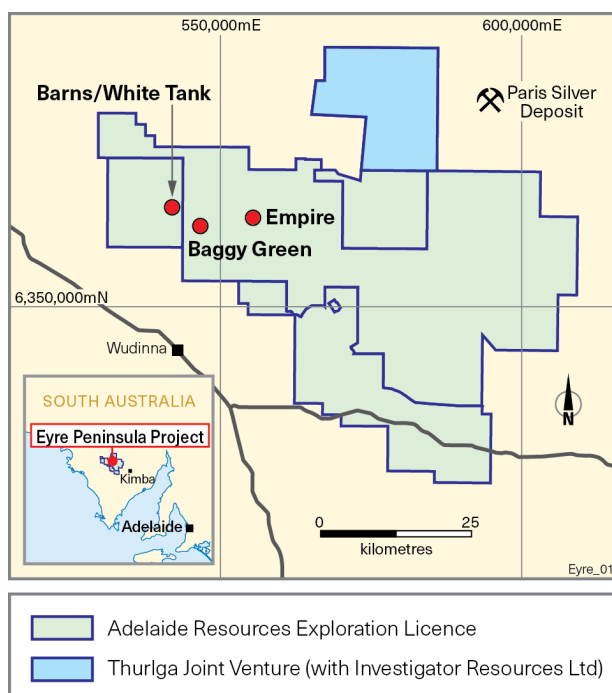 550,000mE
600,000mE
Barns/White Tank
Paris Silver
Deposit
Empire
Baggy Green
6,350,000mN
Wudinna
SOUTH AUSTRALIA
Eyre Peninsula Project
Kimba
Adelaide
N
0
25
kilometres
Eyre_01
Adelaide Resources Exploration Licence
Thurlga Joint Venture (with Investigator Resources Ltd)